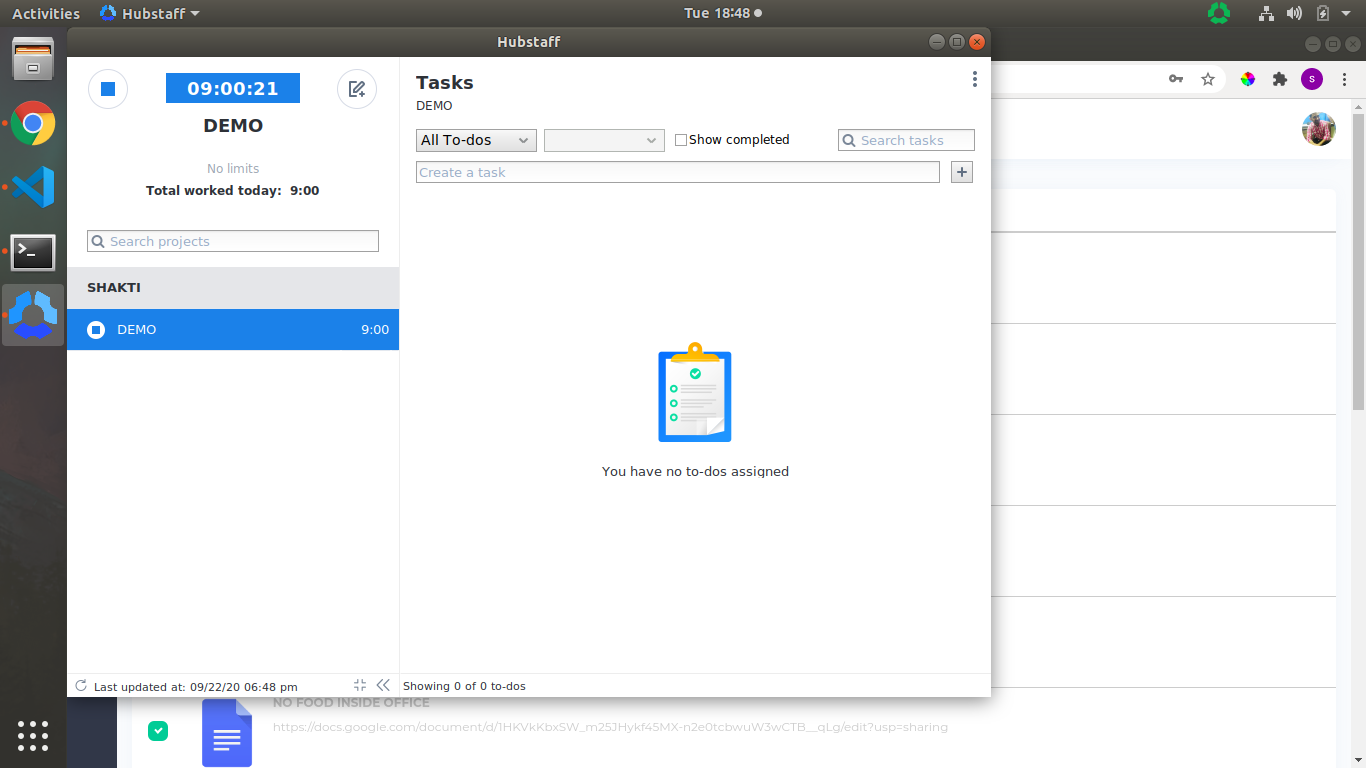 Activities
Hubstaff
Tue 18:48
Hubstaff
S
09:00:21
DEMO
No limits
Total worked today: 9:00
Search projects
SHAKTI
DEMO 9:00
Last updated at: 09/22/20 06:48 pm
Tasks
DEMO
All To-dos
Show completed
Search tasks
Create a task
+
You have no to-dos assigned
Showing 0 of 0 to-dos
NO FOOD INSIDE OFFICE
https://docs.google.com/document/d/1HKVkKbxSW_m25JHykf45MX-n2e0tcbwuW3wCTB__qLg/edit?usp=sharing